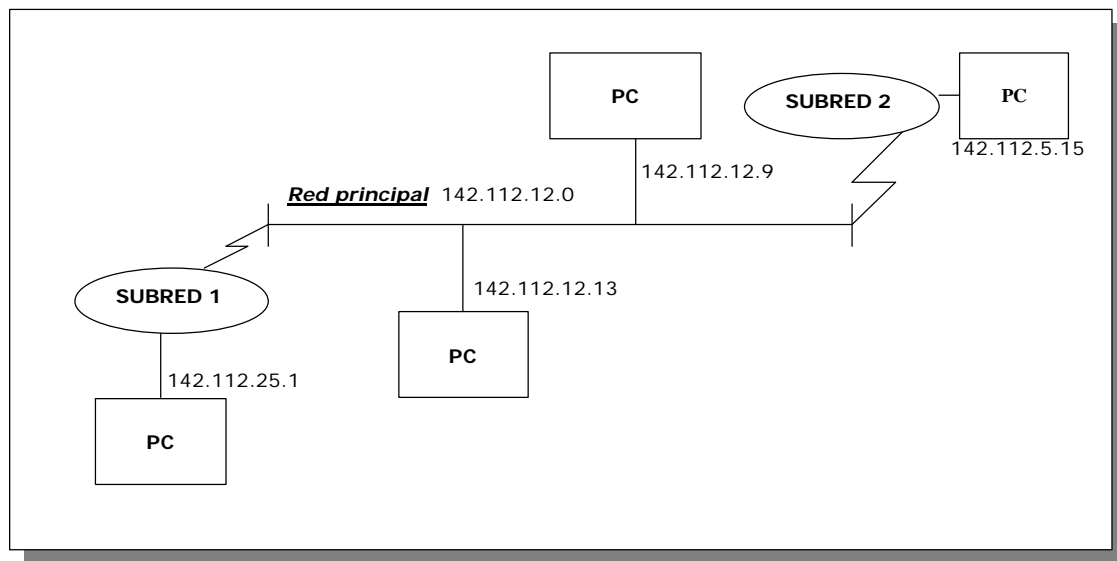 PC
SUBRED 2
PC
142.112.5.15
142.112.12.9
Red principal 142.112.12.0
SUBRED 1
142.112.12.13
PC
142.112.25.1
PC